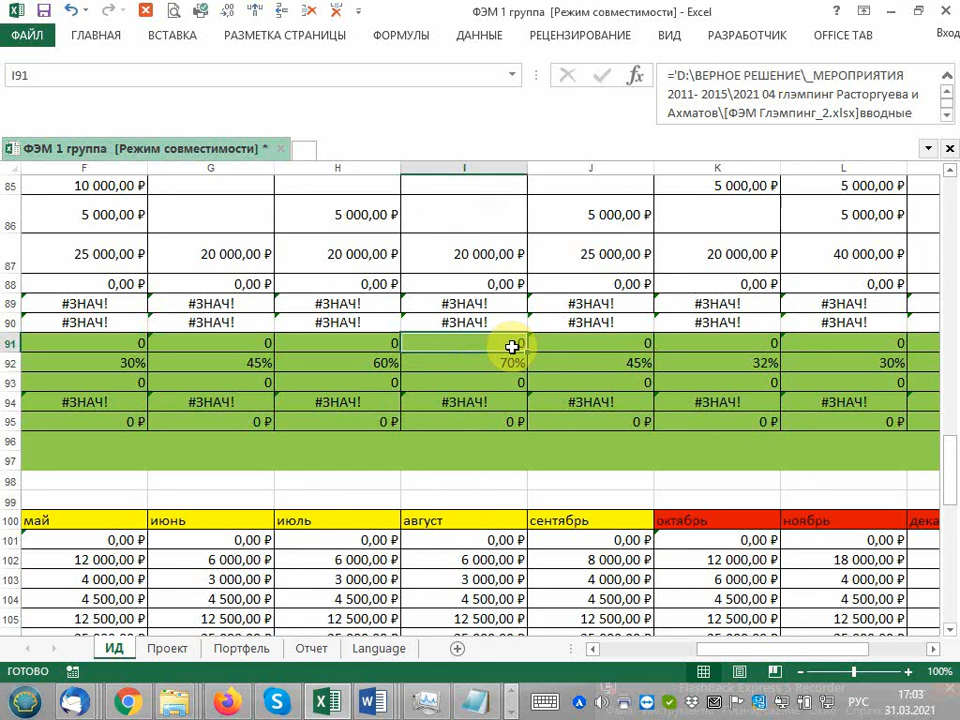 ФЭМ 1 группа [Режим совместимости] - Excel
ФАЙЛ ГЛАВНАЯ ВСТАВКА РАЗМЕТКА СТРАНИЦЫ ФОРМУЛЫ ДАННЫЕ РЕЦЕНЗИРОВАНИЕ ВИД РАЗРАБОТЧИК OFFICE TAB Вход
I91 fx ='D:\ВЕРНОЕ РЕШЕНИЕ\_МЕРОПРИЯТИЯ
2011- 2015\2021 04 глэмпинг Расторгуева и
Ахматов\[ФЭМ Глэмпинг_2.xlsx]вводные
ФЭМ 1 группа [Режим совместимости] *
F G H I J K L
85 10 000,00 ₽ 5 000,00 ₽ 5 000,00 ₽
86 5 000,00 ₽ 5 000,00 ₽ 5 000,00 ₽ 5 000,00 ₽
87 25 000,00 ₽ 20 000,00 ₽ 20 000,00 ₽ 20 000,00 ₽ 25 000,00 ₽ 20 000,00 ₽ 40 000,00 ₽
88 0,00 ₽ 0,00 ₽ 0,00 ₽ 0,00 ₽ 0,00 ₽ 0,00 ₽ 0,00 ₽
89 #ЗНАЧ! #ЗНАЧ! #ЗНАЧ! #ЗНАЧ! #ЗНАЧ! #ЗНАЧ! #ЗНАЧ!
90 #ЗНАЧ! #ЗНАЧ! #ЗНАЧ! #ЗНАЧ! #ЗНАЧ! #ЗНАЧ! #ЗНАЧ!
91 0 0 0 0 0 0 0
92 30% 45% 60% 70% 45% 32% 30%
93 0 0 0 0 0 0 0
94 #ЗНАЧ! #ЗНАЧ! #ЗНАЧ! #ЗНАЧ! #ЗНАЧ! #ЗНАЧ! #ЗНАЧ!
95 0 ₽ 0 ₽ 0 ₽ 0 ₽ 0 ₽ 0 ₽ 0 ₽
96
97
98
99
100 май июнь июль август сентябрь октябрь ноябрь дека
101 0,00 ₽ 0,00 ₽ 0,00 ₽ 0,00 ₽ 0,00 ₽ 0,00 ₽ 0,00 ₽
102 12 000,00 ₽ 6 000,00 ₽ 6 000,00 ₽ 6 000,00 ₽ 8 000,00 ₽ 12 000,00 ₽ 18 000,00 ₽
103 4 000,00 ₽ 3 000,00 ₽ 3 000,00 ₽ 3 000,00 ₽ 4 000,00 ₽ 6 000,00 ₽ 4 000,00 ₽
104 4 500,00 ₽ 4 500,00 ₽ 4 500,00 ₽ 4 500,00 ₽ 4 500,00 ₽ 4 500,00 ₽ 4 500,00 ₽
105 12 500,00 ₽ 12 500,00 ₽ 12 500,00 ₽ 12 500,00 ₽ 12 500,00 ₽ 12 500,00 ₽ 12 500,00 ₽
ИД Проект Портфель Отчет Language
ГОТОВО 100%
FlashBack Express 5 Recorder
РУС
17:03
31.03.2021